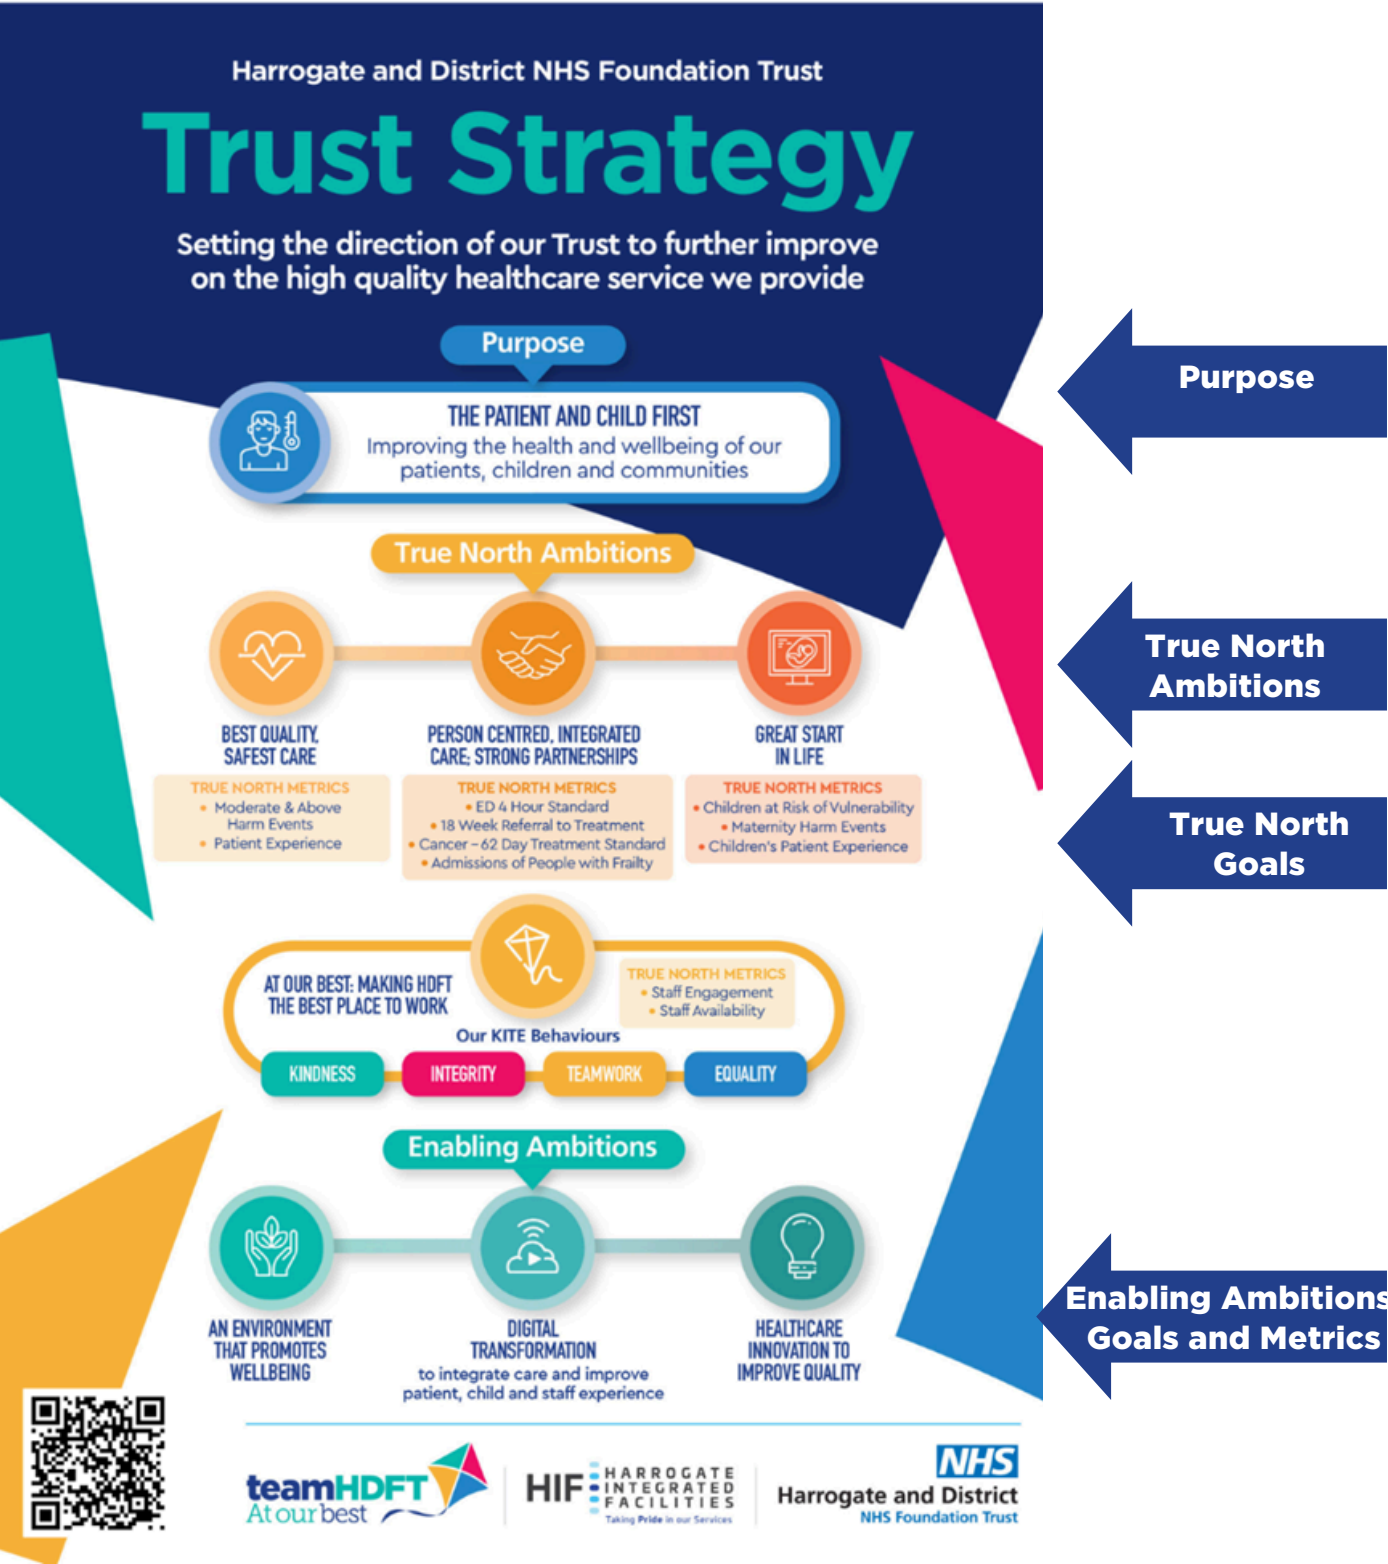 Harrogate and District NHS Foundation Trust
Trust Strategy
Setting the direction of our Trust to further improve
on the high quality healthcare service we provide
Purpose
THE PATIENT AND CHILD FIRST
Improving the health and wellbeing of our
patients, children and communities
Purpose
True North Ambitions
True North
Ambitions
BEST QUALITY,
SAFEST CARE
TRUE NORTH METRICS
• Moderate & Above
Harm Events
• Patient Experience
PERSON CENTRED, INTEGRATED
CARE; STRONG PARTNERSHIPS
TRUE NORTH METRICS
• ED 4 Hour Standard
• 18 Week Referral to Treatment
• Cancer – 62 Day Treatment Standard
• Admissions of People with Frailty
GREAT START
IN LIFE
TRUE NORTH METRICS
• Children at Risk of Vulnerability
• Maternity Harm Events
• Children's Patient Experience
True North
Goals
AT OUR BEST: MAKING HDFT
THE BEST PLACE TO WORK
TRUE NORTH METRICS
• Staff Engagement
• Staff Availability
Our KITE Behaviours
KINDNESS
INTEGRITY
TEAMWORK
EQUALITY
Enabling Ambitions
AN ENVIRONMENT
THAT PROMOTES
WELLBEING
DIGITAL
TRANSFORMATION
to integrate care and improve
patient, child and staff experience
HEALTHCARE
INNOVATION TO
IMPROVE QUALITY
Enabling Ambitions
Goals and Metrics
teamHDFT
At our best
HIF
HARROGATE
INTEGRATED
FACILITIES
Taking Pride in our Services
NHS
Harrogate and District
NHS Foundation Trust